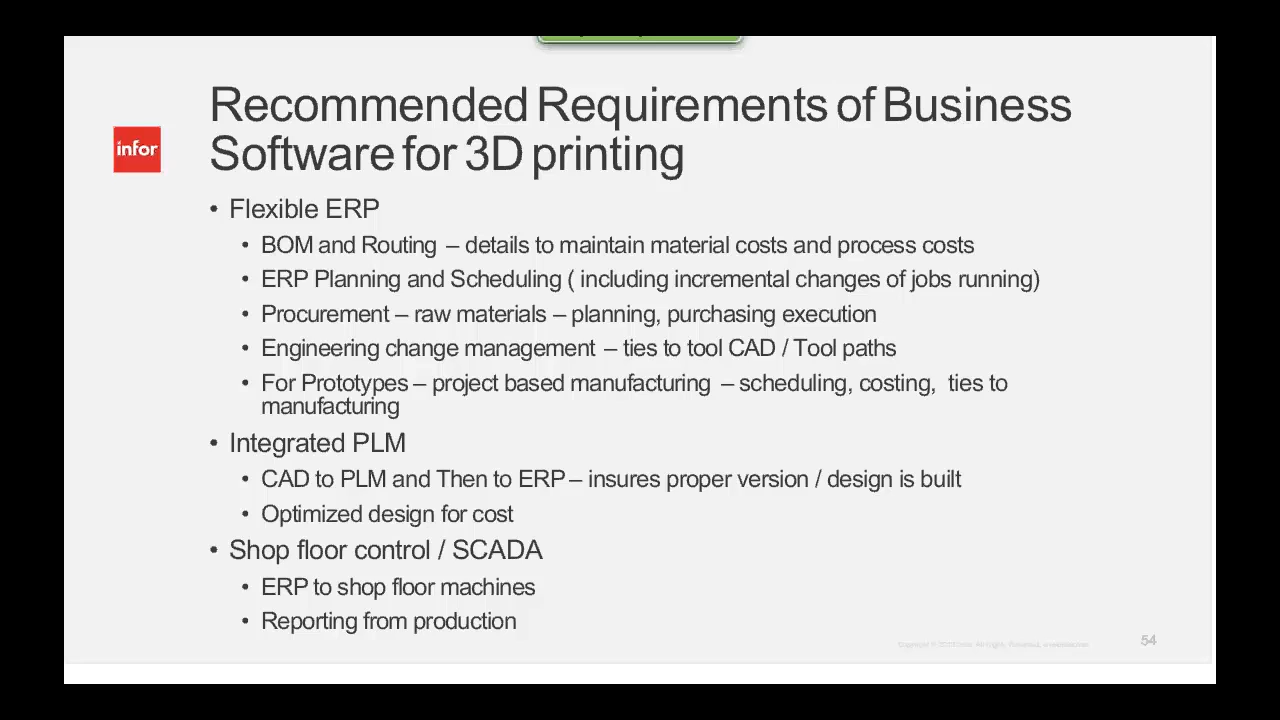 Recommended Requirements of Business
Software for 3D printing
infor
• Flexible ERP
• BOM and Routing – details to maintain material costs and process costs
• ERP Planning and Scheduling ( including incremental changes of jobs running)
• Procurement – raw materials – planning, purchasing execution
• Engineering change management – ties to tool CAD / Tool paths
• For Prototypes – project based manufacturing – scheduling, costing, ties to
manufacturing
• Integrated PLM
• CAD to PLM and Then to ERP – insures proper version / design is built
• Optimized design for cost
• Shop floor control / SCADA
• ERP to shop floor machines
• Reporting from production
54